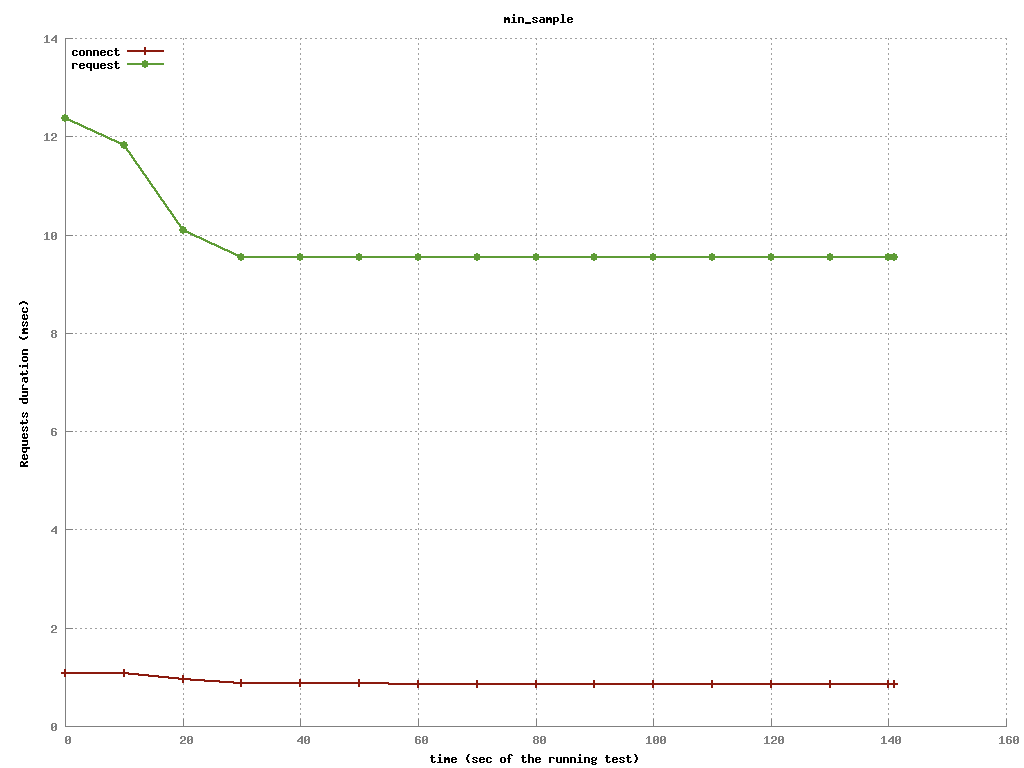 min_sample
connect
request
14
12
10
8
6
4
2
0
Requests duration (msec)
0 20 40 60 80 100 120 140 160
time (sec of the running test)